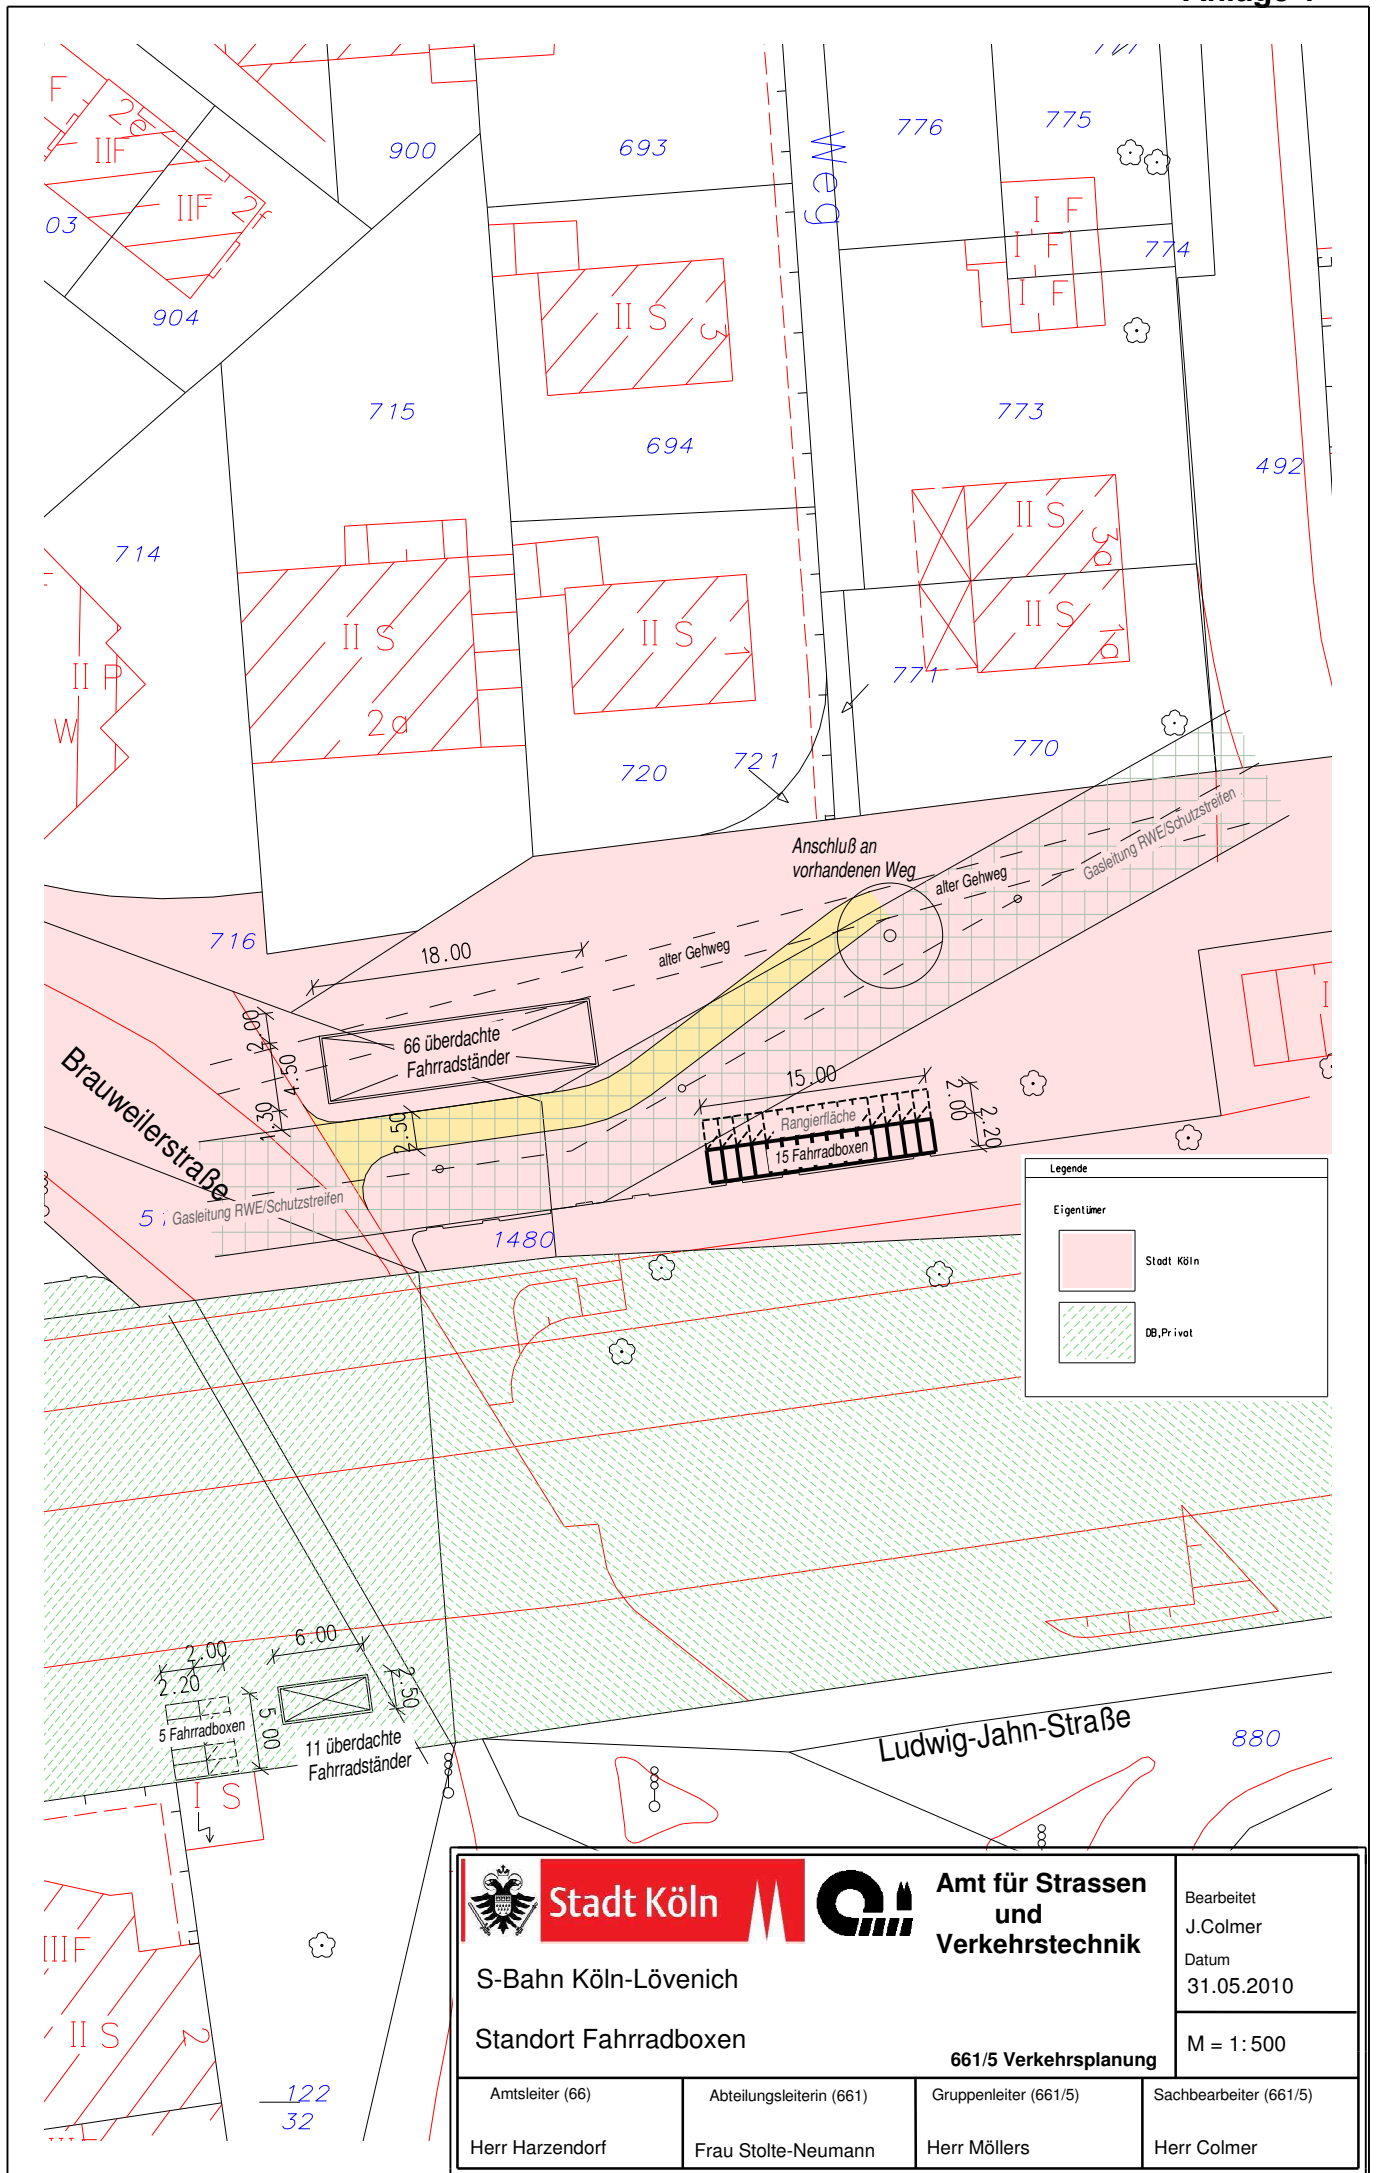 F
2e
IIF
IIF
2f
03
904
900
693
Weg
776
775
774
I F
I F
I F
II S
3
715
694
773
492
714
II S
3a
II S
1a
II S
2a
II S
1
II P
W
771
770
720
721
Anschluß an
vorhandenen Weg
alter Gehweg
Gasleitung RWE/Schutzstreifen
716
18.00
alter Gehweg
2.00
4.50
1.30
66 überdachte
Fahrradständer
2.50
15.00
2.00
2.20
Rangierfläche
15 Fahrradboxen
I
Brauweilerstraße
Gasleitung RWE/Schutzstreifen
1480
Legende
Eigentümer
Stadt Köln
DB,Privat
2.00
2.20
6.00
2.50
5.00
5 Fahrradboxen
11 überdachte
Fahrradständer
Ludwig-Jahn-Straße
880
I S
IIIF
II S
2
122
32
Stadt Köln
Amt für Strassen
und
Verkehrstechnik
Bearbeitet
J.Colmer
Datum
31.05.2010
S-Bahn Köln-Lövenich
Standort Fahrradboxen
661/5 Verkehrsplanung
M = 1:500
Amtsleiter (66)
Herr Harzendorf
Abteilungsleiterin (661)
Frau Stolte-Neumann
Gruppenleiter (661/5)
Herr Möllers
Sachbearbeiter (661/5)
Herr Colmer